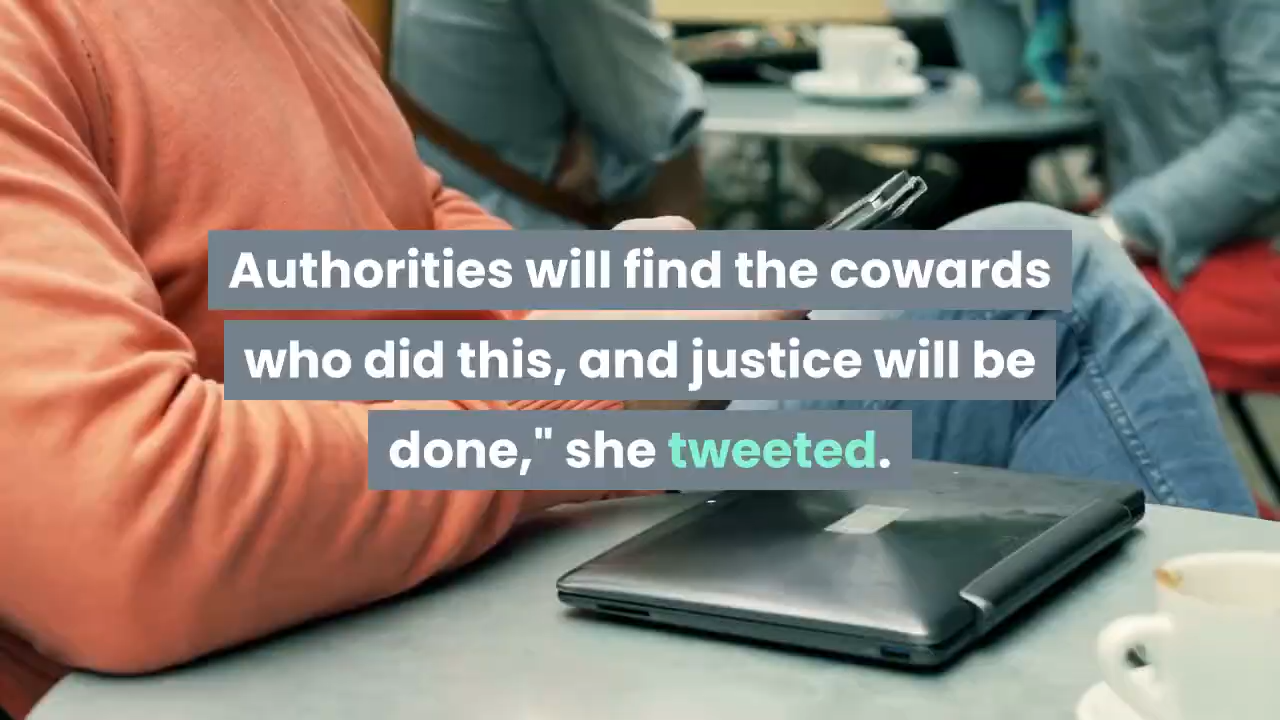 Authorities will find the cowards
who did this, and justice will be
done," she tweeted.